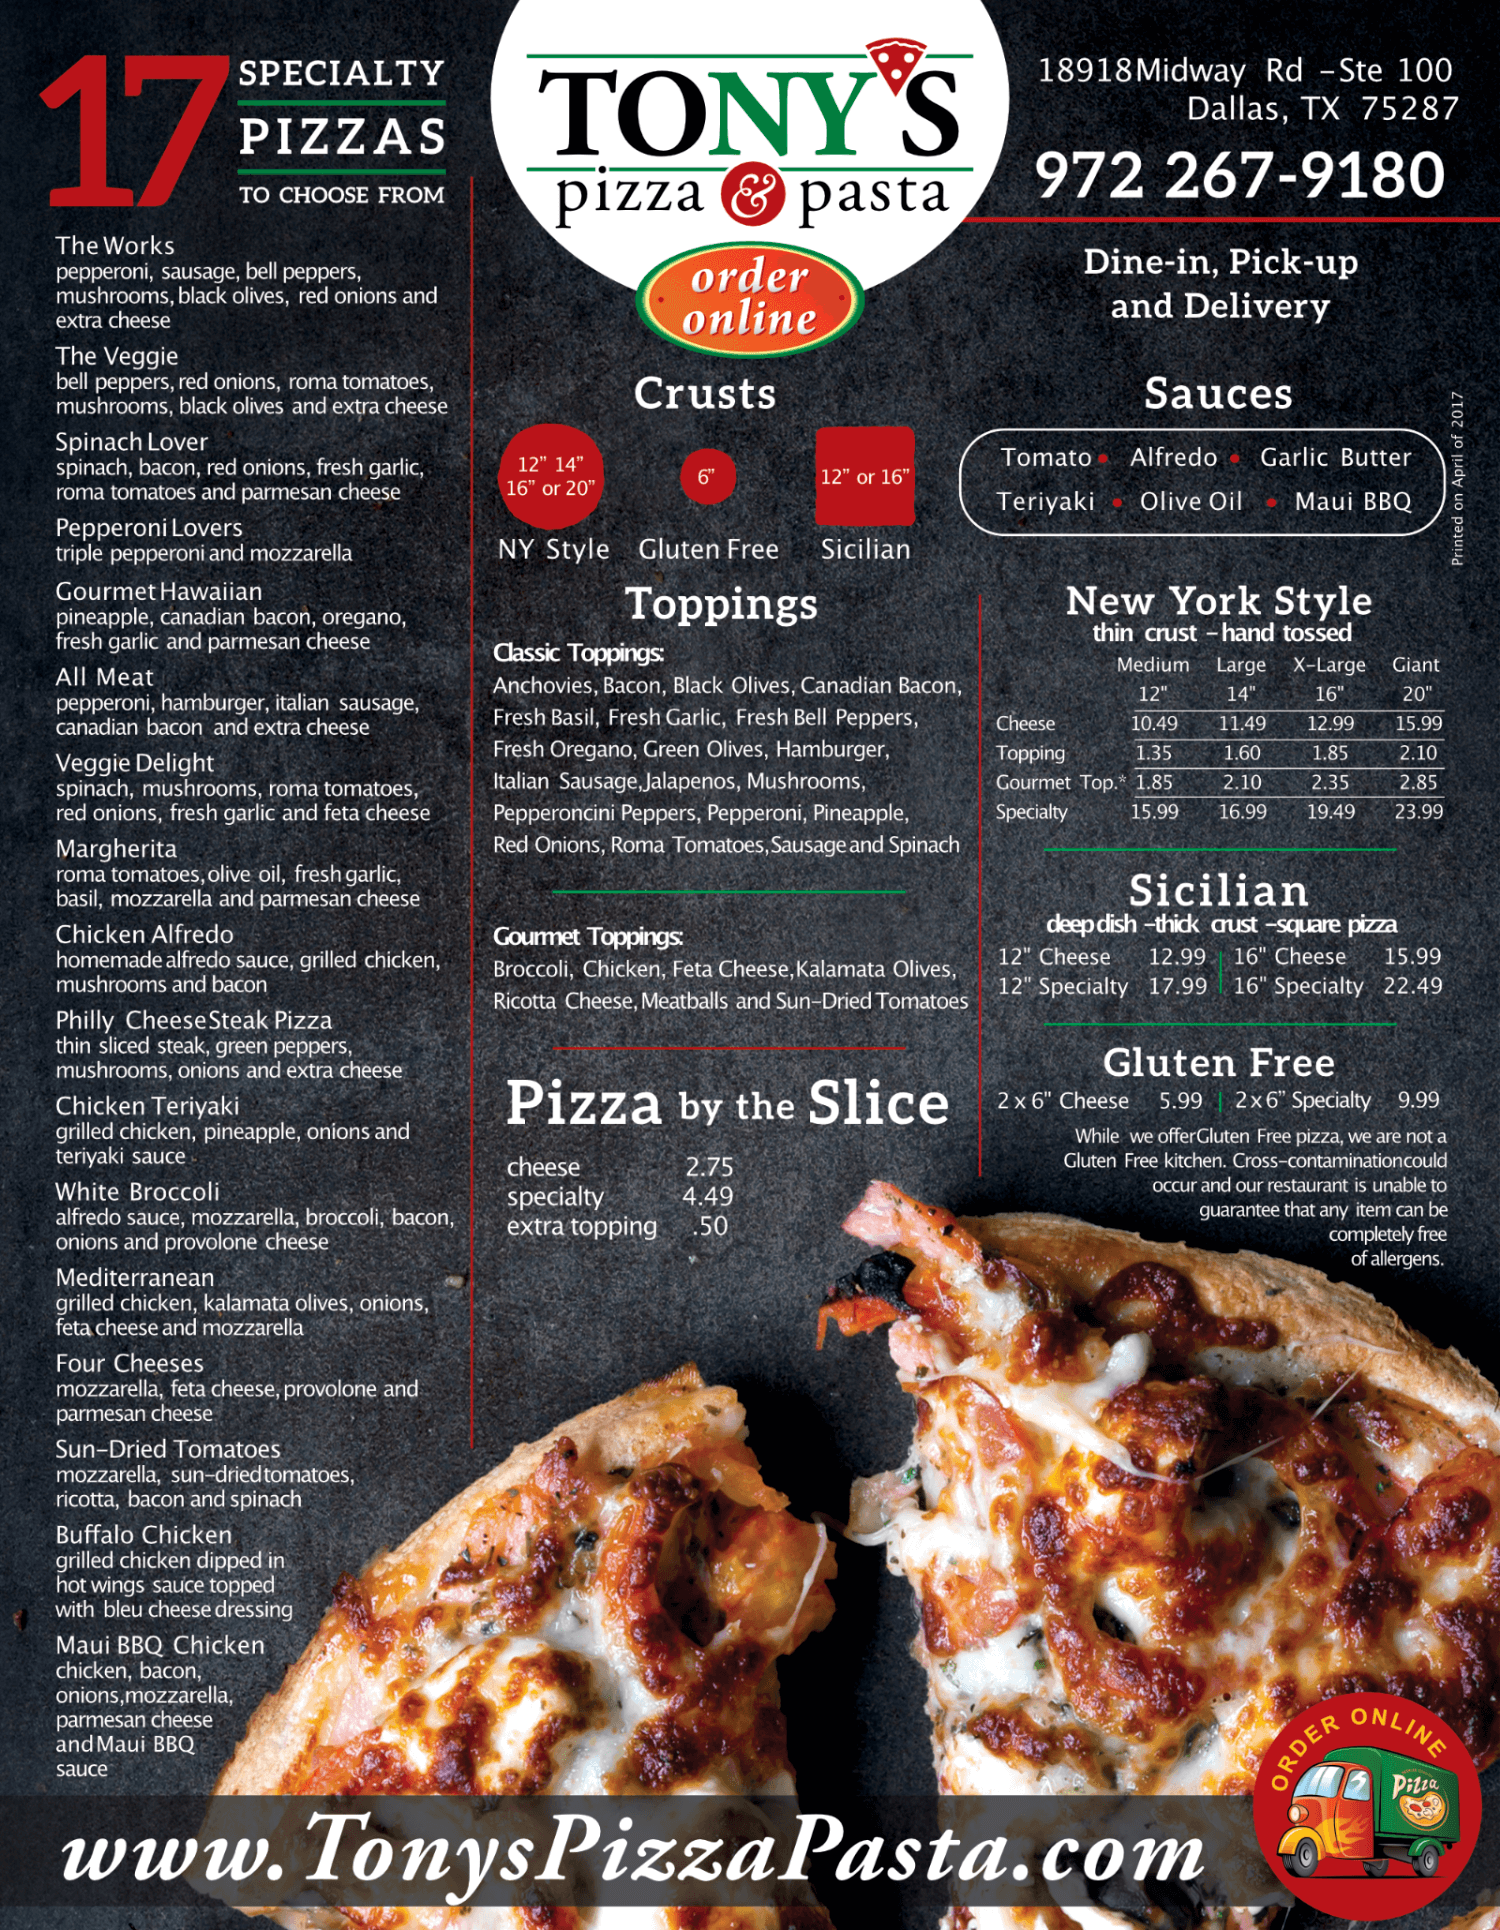 17 SPECIALTY
PIZZAS
TO CHOOSE FROM
The Works
pepperoni, sausage, bell peppers,
mushrooms, black olives, red onions and
extra cheese
The Veggie
bell peppers, red onions, roma tomatoes,
mushrooms, black olives and extra cheese
Spinach Lover
spinach, bacon, red onions, fresh garlic,
roma tomatoes and parmesan cheese
Pepperoni Lovers
triple pepperoni and mozzarella
Gourmet Hawaiian
pineapple, canadian bacon, oregano,
fresh garlic and parmesan cheese
All Meat
pepperoni, hamburger, italian sausage,
canadian bacon and extra cheese
Veggie Delight
spinach, mushrooms, roma tomatoes,
red onions, fresh garlic and feta cheese
Margherita
roma tomatoes, olive oil, fresh garlic,
basil, mozzarella and parmesan cheese
Chicken Alfredo
homemade alfredo sauce, grilled chicken,
mushrooms and bacon
Philly CheeseSteak Pizza
thin sliced steak, green peppers,
mushrooms, onions and extra cheese
Chicken Teriyaki
grilled chicken, pineapple, onions and
teriyaki sauce
White Broccoli
alfredo sauce, mozzarella, broccoli, bacon,
onions and provolone cheese
Mediterranean
grilled chicken, kalamata olives, onions,
feta cheese and mozzarella
Four Cheeses
mozzarella, feta cheese, provolone and
parmesan cheese
Sun-Dried Tomatoes
mozzarella, sun-dried tomatoes,
ricotta, bacon and spinach
Buffalo Chicken
grilled chicken dipped in
hot wings sauce topped
with bleu cheese dressing
Maui BBQ Chicken
chicken, bacon,
onions, mozzarella,
parmesan cheese
and Maui BBQ
sauce
TONY'S
pizza & pasta
order
online
18918 Midway Rd - Ste 100
Dallas, TX 75287
972 267-9180
Dine-in, Pick-up
and Delivery
Crusts
12" 14"
16" or 20"
6"
12" or 16"
NY Style Gluten Free Sicilian
Sauces
Tomato • Alfredo • Garlic Butter
Teriyaki • Olive Oil • Maui BBQ
Printed on April of 2017
Toppings
Classic Toppings:
Anchovies, Bacon, Black Olives, Canadian Bacon,
Fresh Basil, Fresh Garlic, Fresh Bell Peppers,
Fresh Oregano, Green Olives, Hamburger,
Italian Sausage, Jalapenos, Mushrooms,
Pepperoncini Peppers, Pepperoni, Pineapple,
Red Onions, Roma Tomatoes, Sausage and Spinach
Gourmet Toppings:
Broccoli, Chicken, Feta Cheese, Kalamata Olives,
Ricotta Cheese, Meatballs and Sun-Dried Tomatoes
Pizza by the Slice
cheese 2.75
specialty 4.49
extra topping .50
New York Style
thin crust - hand tossed
Medium Large X-Large Giant
12" 14" 16" 20"
Cheese 10.49 11.49 12.99 15.99
Topping 1.35 1.60 1.85 2.10
Gourmet Top.* 1.85 2.10 2.35 2.85
Specialty 15.99 16.99 19.49 23.99
Sicilian
deep dish - thick crust - square pizza
12" Cheese 12.99 | 16" Cheese 15.99
12" Specialty 17.99 | 16" Specialty 22.49
Gluten Free
2 x 6" Cheese 5.99 | 2 x 6" Specialty 9.99
While we offer Gluten Free pizza, we are not a
Gluten Free kitchen. Cross-contamination could
occur and our restaurant is unable to
guarantee that any item can be
completely free
of allergens.
ORDER ONLINE
Pizza
www.TonysPizzaPasta.com